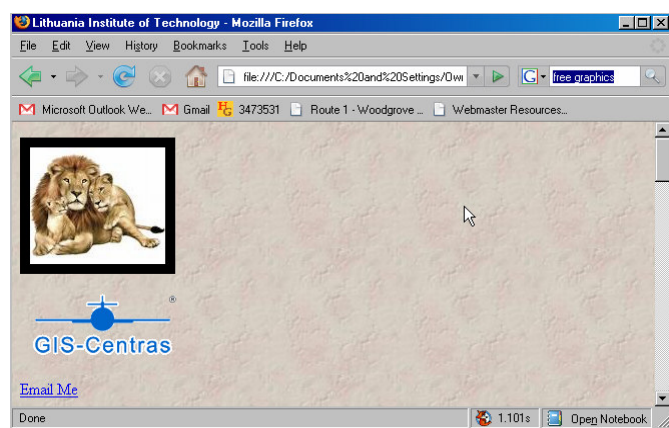 Lithuania Institute of Technology - Mozilla Firefox
File Edit View History Bookmarks Tools Help
file:///C:/Documents%20and%20Settings/Own G free graphics
Microsoft Outlook We... Gmail HG 3473531 Route 1 - Woodgrove ... Webmaster Resources...
®
GIS-Centras
Email Me
Done 1.101s Open Notebook